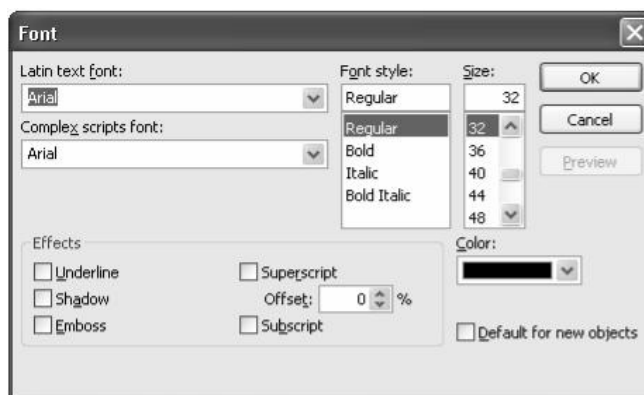 Font
Latin text font:
Arial
Complex scripts font:
Arial
Font style:
Regular
Regular
Bold
Italic
Bold Italic
Size:
32
32
36
40
44
48
OK
Cancel
Preview
Effects
Underline
Shadow
Emboss
Superscript
Offset: 0 %
Subscript
Color:
Default for new objects